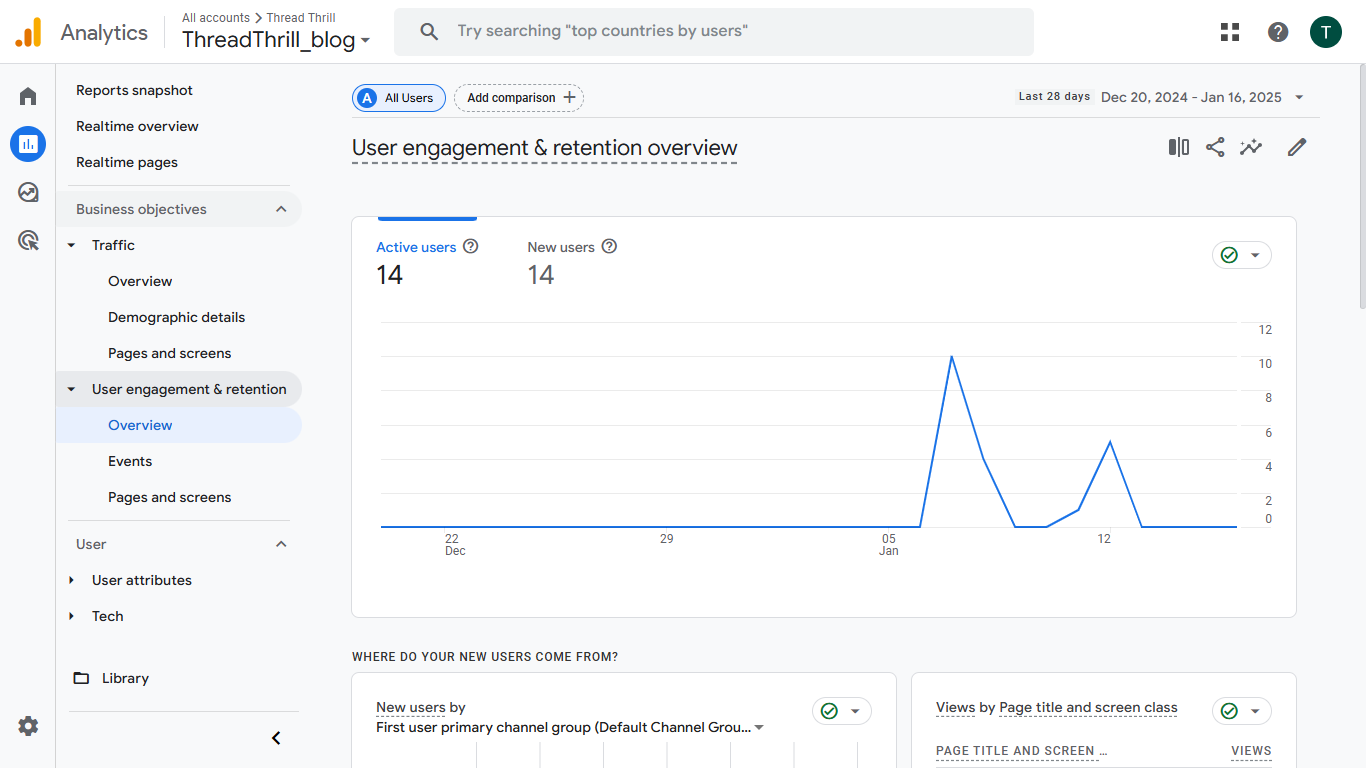 Analytics
All accounts > Thread Thrill
ThreadThrill_blog
Try searching "top countries by users"
T
Reports snapshot
Realtime overview
Realtime pages
Business objectives
Traffic
Overview
Demographic details
Pages and screens
User engagement & retention
Overview
Events
Pages and screens
User
User attributes
Tech
Library
A All Users
Add comparison +
Last 28 days Dec 20, 2024 - Jan 16, 2025
User engagement & retention overview
Active users
14
New users
14
12
10
8
6
4
2
0
22
Dec
29
05
Jan
12
WHERE DO YOUR NEW USERS COME FROM?
New users by
First user primary channel group (Default Channel Grou...
Views by Page title and screen class
PAGE TITLE AND SCREEN ... VIEWS